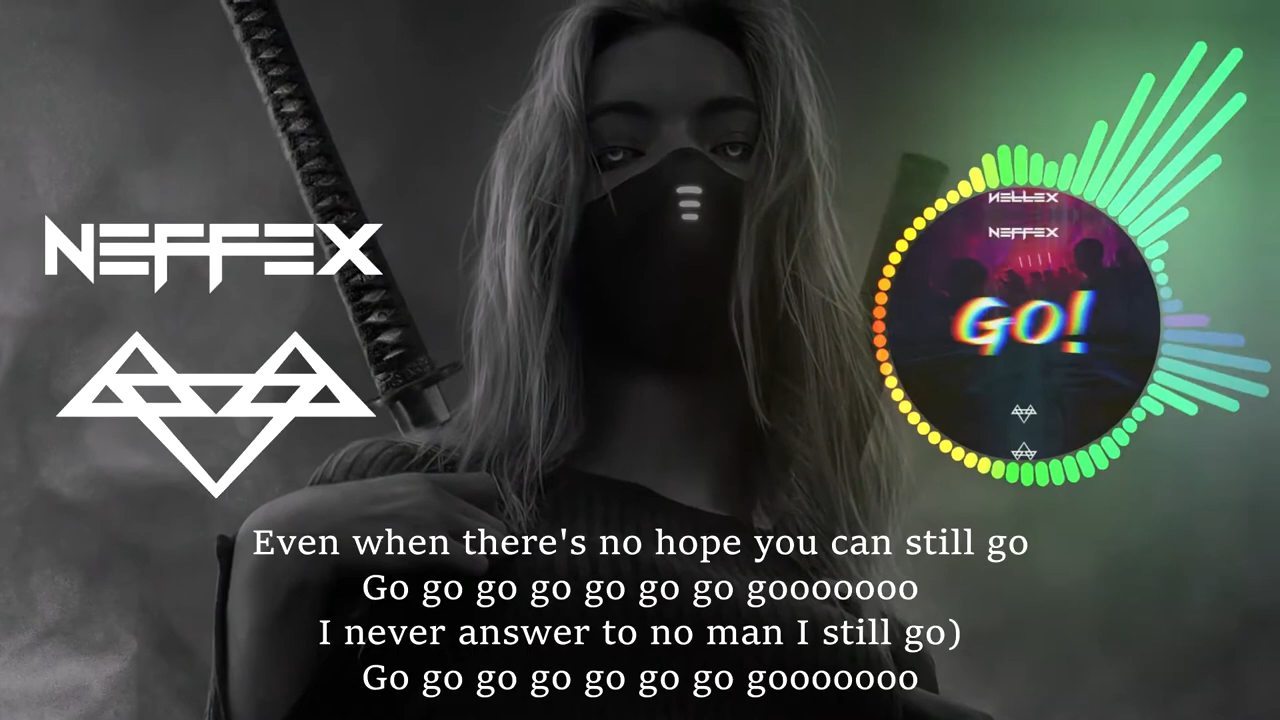 NEFFEX
NEFFEX
NEFFEX
GO!
Even when there's no hope you can still go
Go go go go go go go gooooooo
I never answer to no man I still go)
Go go go go go go go gooooooo